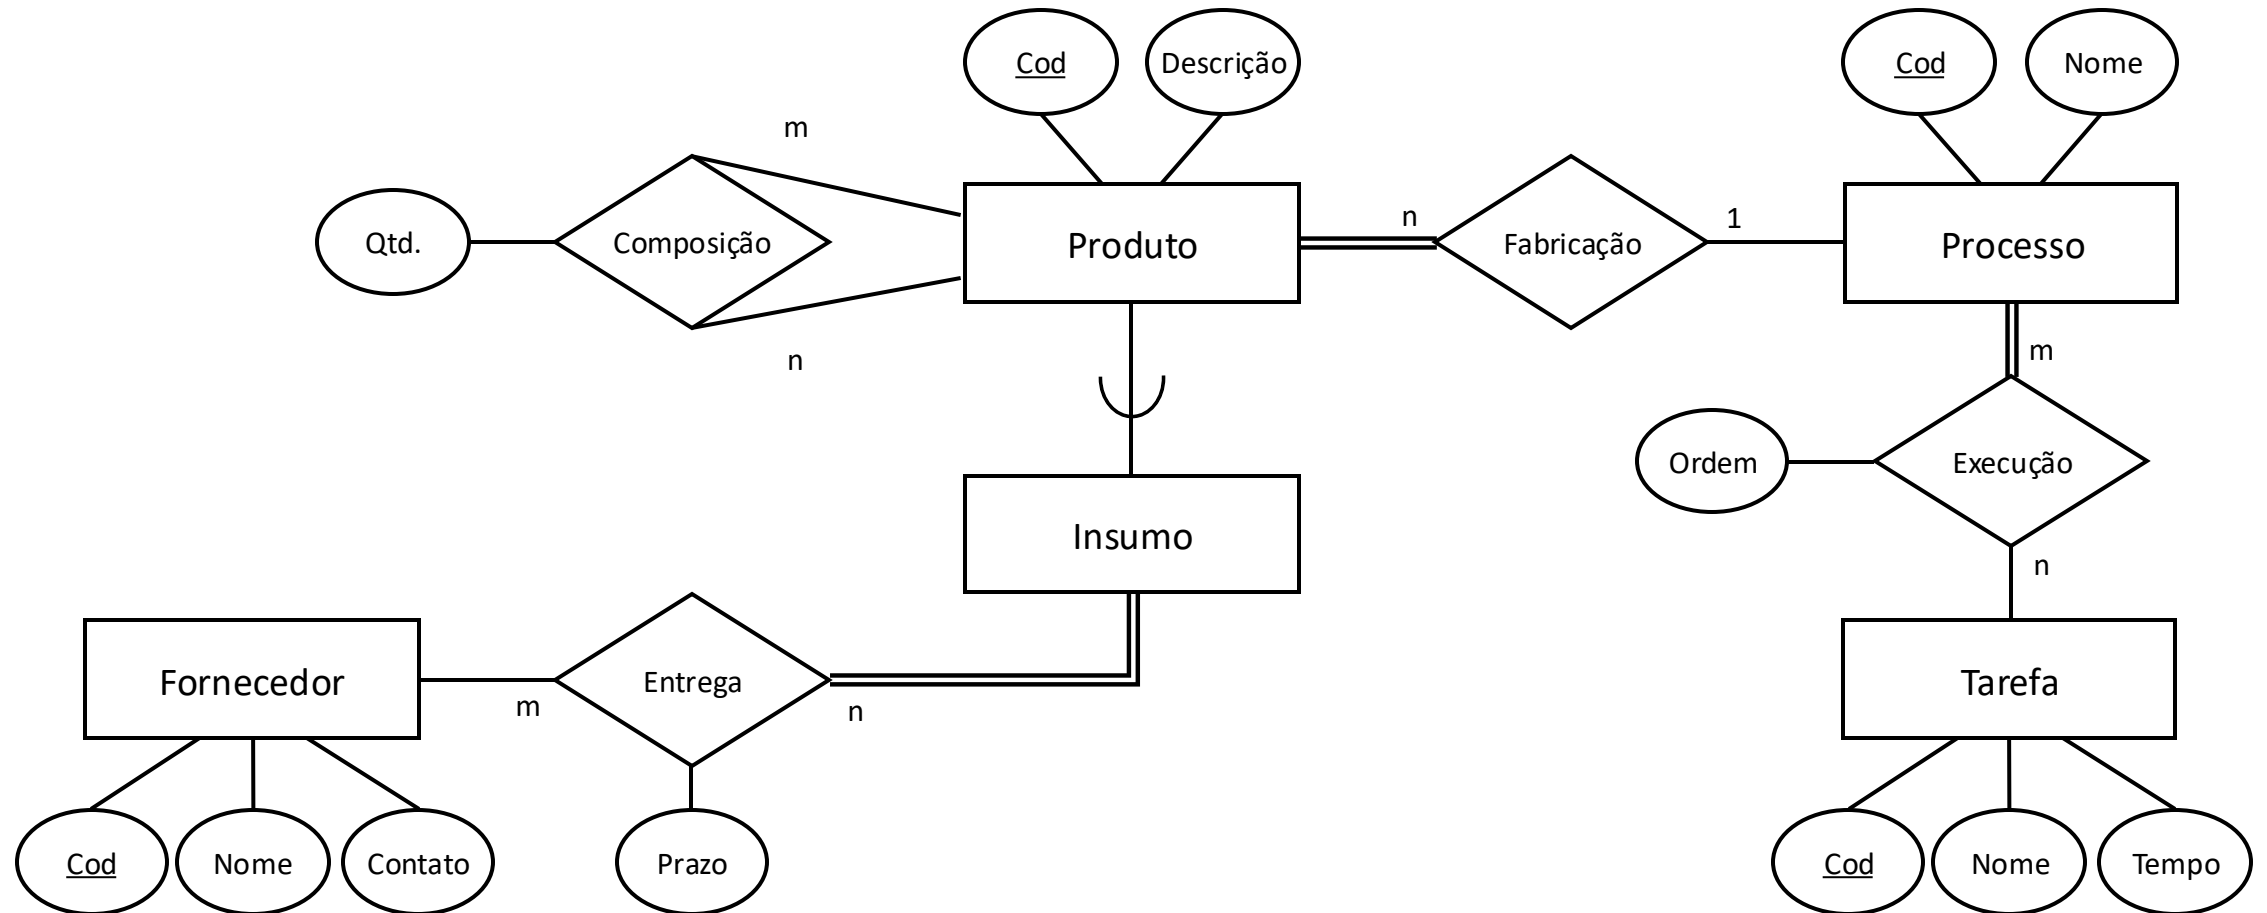 Cod
Descrição
Cod
Nome
m
Qtd.
Composição
Produto
n
Fabricação
1
Processo
n
m
Ordem
Execução
Insumo
n
Fornecedor
m
Entrega
n
Tarefa
Cod
Nome
Contato
Prazo
Cod
Nome
Tempo